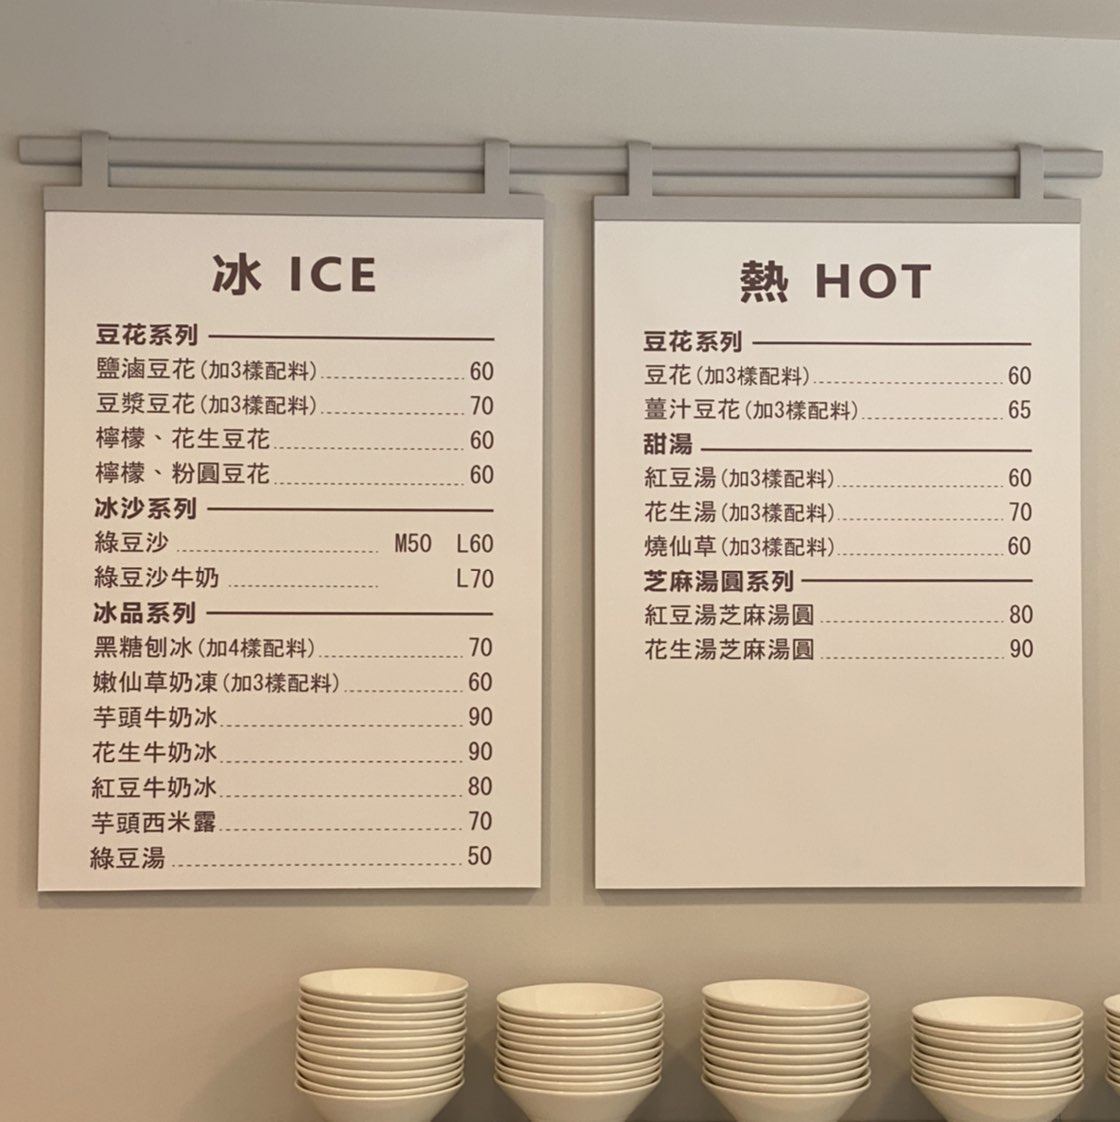 冰 ICE
豆花系列
鹽滷豆花(加3樣配料) 60
豆漿豆花(加3樣配料) 70
檸檬、花生豆花 60
檸檬、粉圓豆花 60
冰沙系列
綠豆沙 M50 L60
綠豆沙牛奶 L70
冰品系列
黑糖刨冰(加4樣配料) 70
嫩仙草奶凍(加3樣配料) 60
芋頭牛奶冰 90
花生牛奶冰 90
紅豆牛奶冰 80
芋頭西米露 70
綠豆湯 50
熱 HOT
豆花系列
豆花(加3樣配料) 60
薑汁豆花(加3樣配料) 65
甜湯
紅豆湯(加3樣配料) 60
花生湯(加3樣配料) 70
燒仙草(加3樣配料) 60
芝麻湯圓系列
紅豆湯芝麻湯圓 80
花生湯芝麻湯圓 90